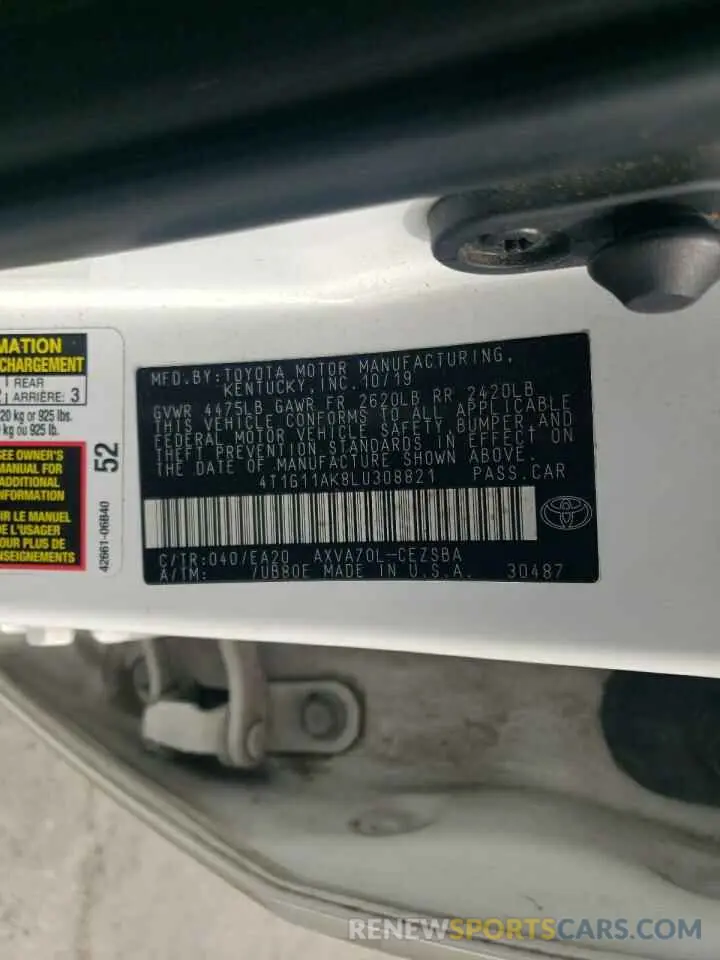 MATION
CHARGEMENT
REAR
ARRIÈRE: 3
20 kg or 925 lbs.
kg ou 925 lb.
SEE OWNER'S
MANUAL FOR
ADDITIONAL
INFORMATION
VOIR LE MANUEL
DE L'USAGER
POUR PLUS DE
RENSEIGNEMENTS
52
42661-06B40
MFD.BY:TOYOTA MOTOR MANUFACTURING,
KENTUCKY,INC.10/19
GVWR 4475LB GAWR FR 2620LB RR 2420LB
THIS VEHICLE CONFORMS TO ALL APPLICABLE
FEDERAL MOTOR VEHICLE SAFETY,BUMPER,AND
THEFT PREVENTION STANDARDS IN EFFECT ON
THE DATE OF MANUFACTURE SHOWN ABOVE.
4T1G11AK8LU308821 PASS.CAR
C/TR:040/EA20 AXVA70L-CEZSBA
A/TM: /UB80E MADE IN U.S.A. 30487
RENEWSPORTSCARS.COM